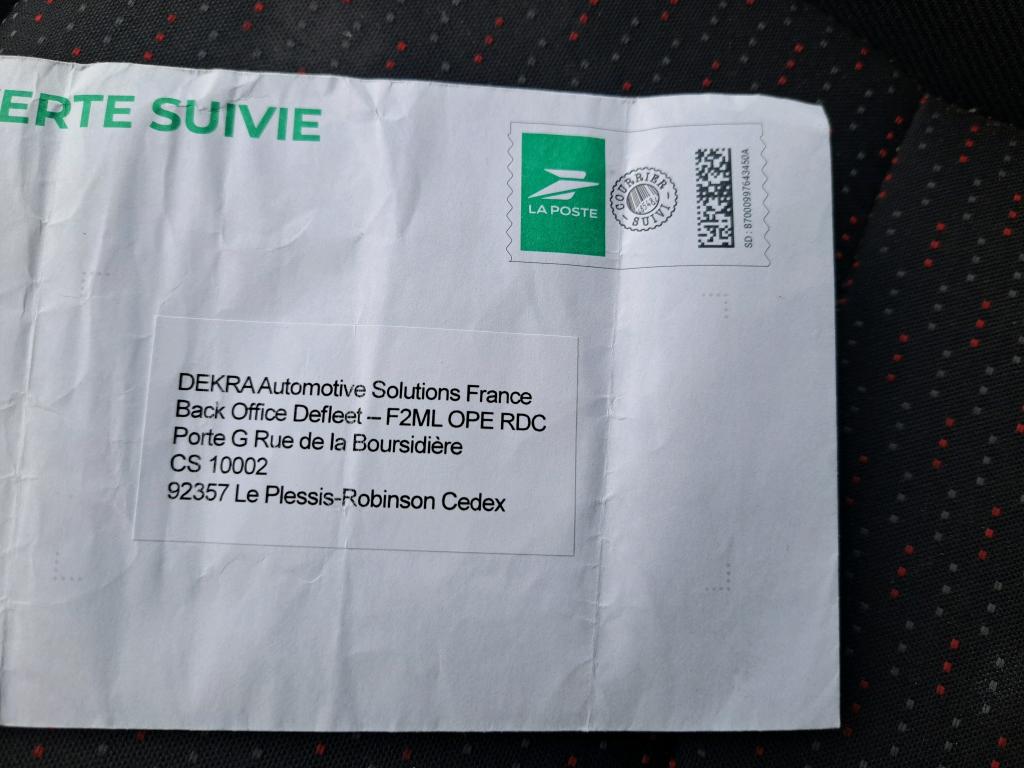 ERTE SUIVIE
LA POSTE
COURRIER
SUIVI
SD : 87000997643450A
DEKRA Automotive Solutions France
Back Office Defleet – F2ML OPE RDC
Porte G Rue de la Boursidière
CS 10002
92357 Le Plessis-Robinson Cedex